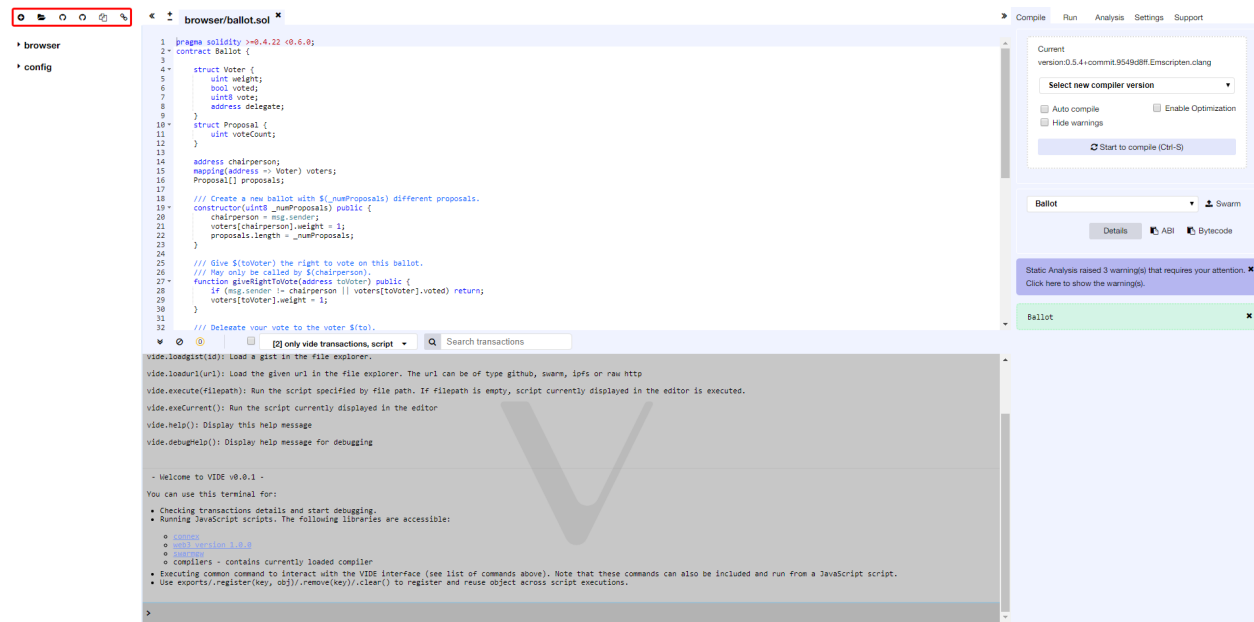 browser/ballot.sol
browser
config
1 pragma solidity >=0.4.22 <0.6.0;
2 contract Ballot {
3
4 struct Voter {
5 uint weight;
6 bool voted;
7 uint8 vote;
8 address delegate;
9 }
10 struct Proposal {
11 uint voteCount;
12 }
13
14 address chairperson;
15 mapping(address => Voter) voters;
16 Proposal[] proposals;
17
18 /// Create a new ballot with $(_numProposals) different proposals.
19 constructor(uint8 _numProposals) public {
20 chairperson = msg.sender;
21 voters[chairperson].weight = 1;
22 proposals.length = _numProposals;
23 }
24
25 /// Give $(toVoter) the right to vote on this ballot.
26 /// May only be called by $(chairperson).
27 function giveRightToVote(address toVoter) public {
28 if (msg.sender != chairperson || voters[toVoter].voted) return;
29 voters[toVoter].weight = 1;
30 }
31
32 /// Delegate your vote to the voter $(to).
0 [2] only vide transactions, script Search transactions
vide.loadgist(id): Load a gist in the file explorer.
vide.loadurl(url): Load the given url in the file explorer. The url can be of type github, swarm, ipfs or raw http
vide.execute(filepath): Run the script specified by file path. If filepath is empty, script currently displayed in the editor is executed.
vide.exeCurrent(): Run the script currently displayed in the editor
vide.help(): Display this help message
vide.debugHelp(): Display help message for debugging
- Welcome to VIDE v0.0.1 -
You can use this terminal for:
• Checking transactions details and start debugging.
• Running JavaScript scripts. The following libraries are accessible:
connex
web3 version 1.0.0
swarmgw
compilers - contains currently loaded compiler
• Executing common command to interact with the VIDE interface (see list of commands above). Note that these commands can also be included and run from a JavaScript script.
• Use exports/.register(key, obj)/.remove(key)/.clear() to register and reuse object across script executions.
>
Compile Run Analysis Settings Support
Current
version:0.5.4+commit.9549d8ff.Emscripten.clang
Select new compiler version
Auto compile Enable Optimization
Hide warnings
Start to compile (Ctrl-S)
Ballot Swarm
Details ABI Bytecode
Static Analysis raised 3 warning(s) that requires your attention.
Click here to show the warning(s).
Ballot